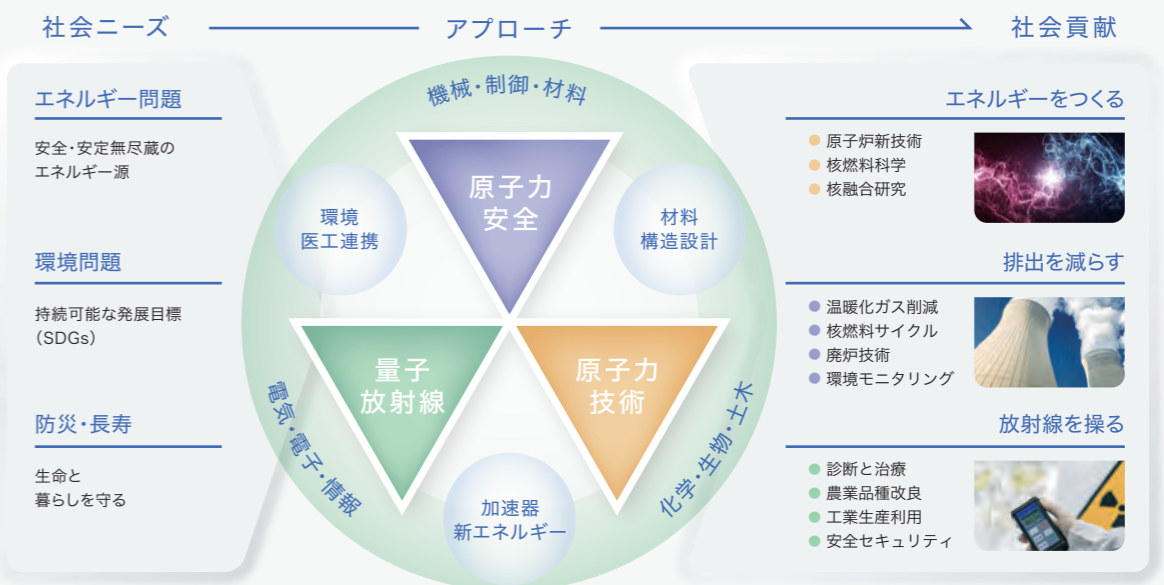 社会ニーズ
アプローチ
社会貢献
エネルギー問題
安全・安定無尽蔵の
エネルギー源
環境問題
持続可能な発展目標
(SDGs)
防災・長寿
生命と
暮らしを守る
機械・制御・材料
原子力
安全
環境
医工連携
材料
構造設計
量子
放射線
原子力
技術
電気・電子・情報
化学・生物・土木
加速器
新エネルギー
エネルギーをつくる
原子炉新技術
核燃料科学
核融合研究
排出を減らす
温暖化ガス削減
核燃料サイクル
廃炉技術
環境モニタリング
放射線を操る
診断と治療
農業品種改良
工業生産利用
安全セキュリティ